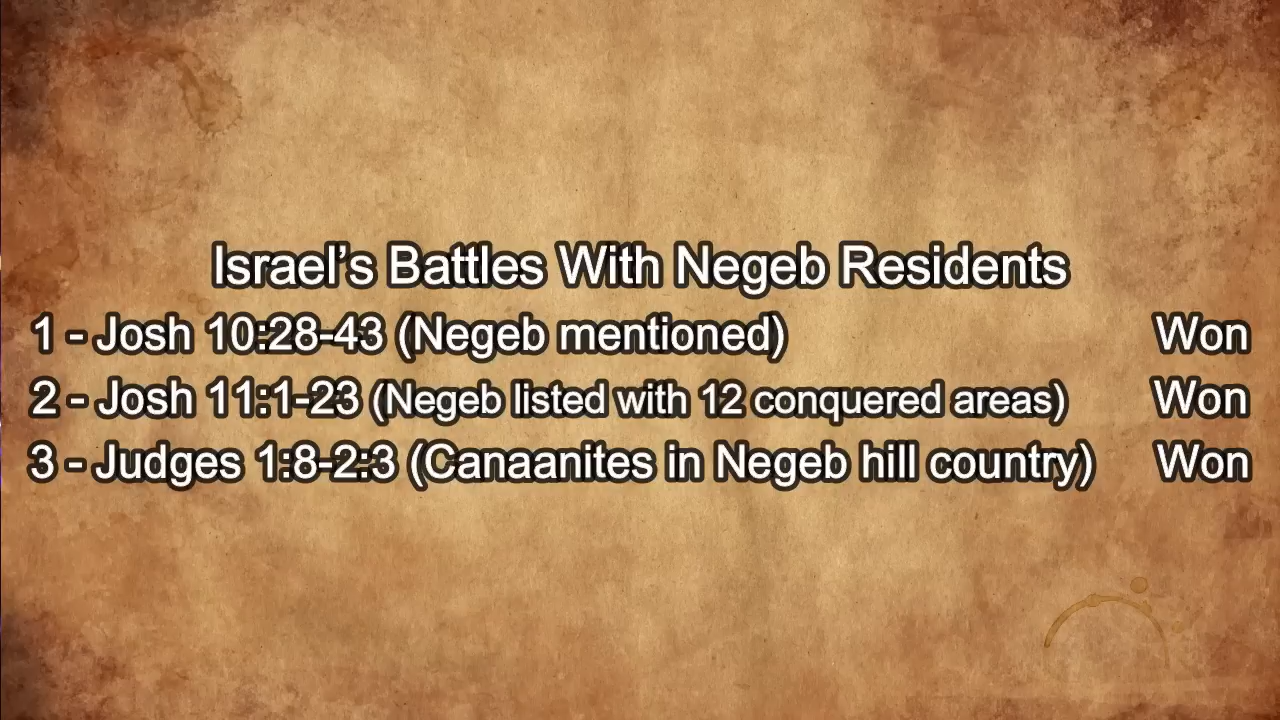 Israel’s Battles With Negeb Residents
1 - Josh 10:28-43 (Negeb mentioned) Won
2 - Josh 11:1-23 (Negeb listed with 12 conquered areas) Won
3 - Judges 1:8-2:3 (Canaanites in Negeb hill country) Won